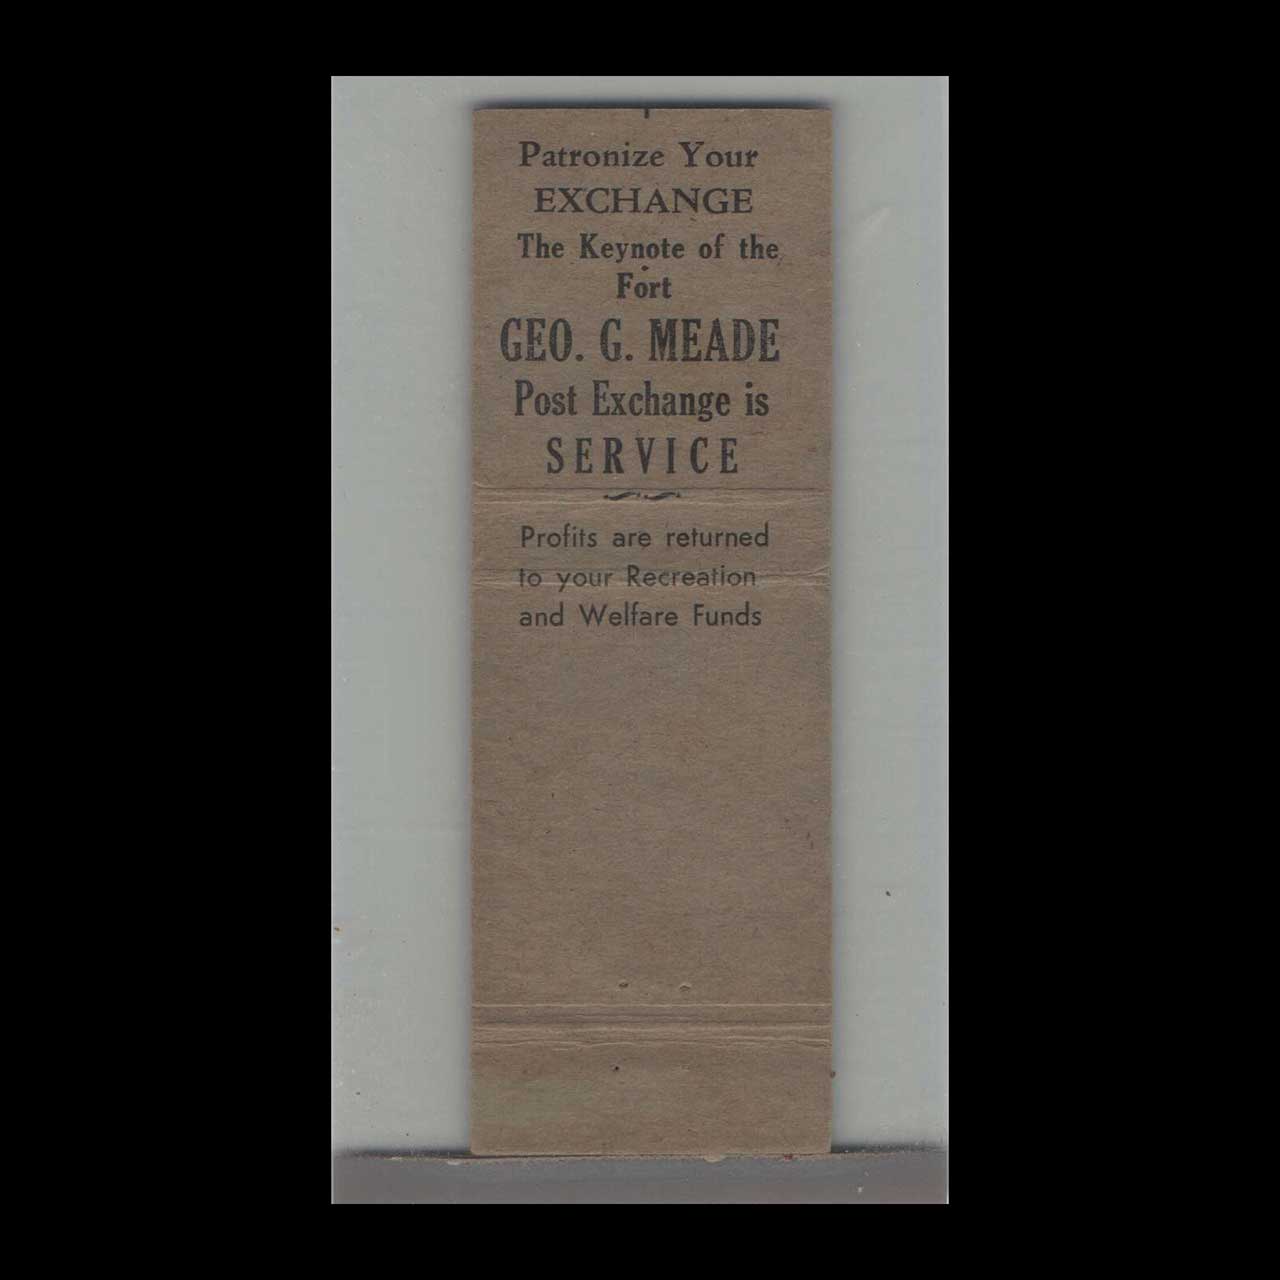 Patronize Your
EXCHANGE
The Keynote of the
Fort
GEO. G. MEADE
Post Exchange is
SERVICE
Profits are returned
to your Recreation
and Welfare Funds